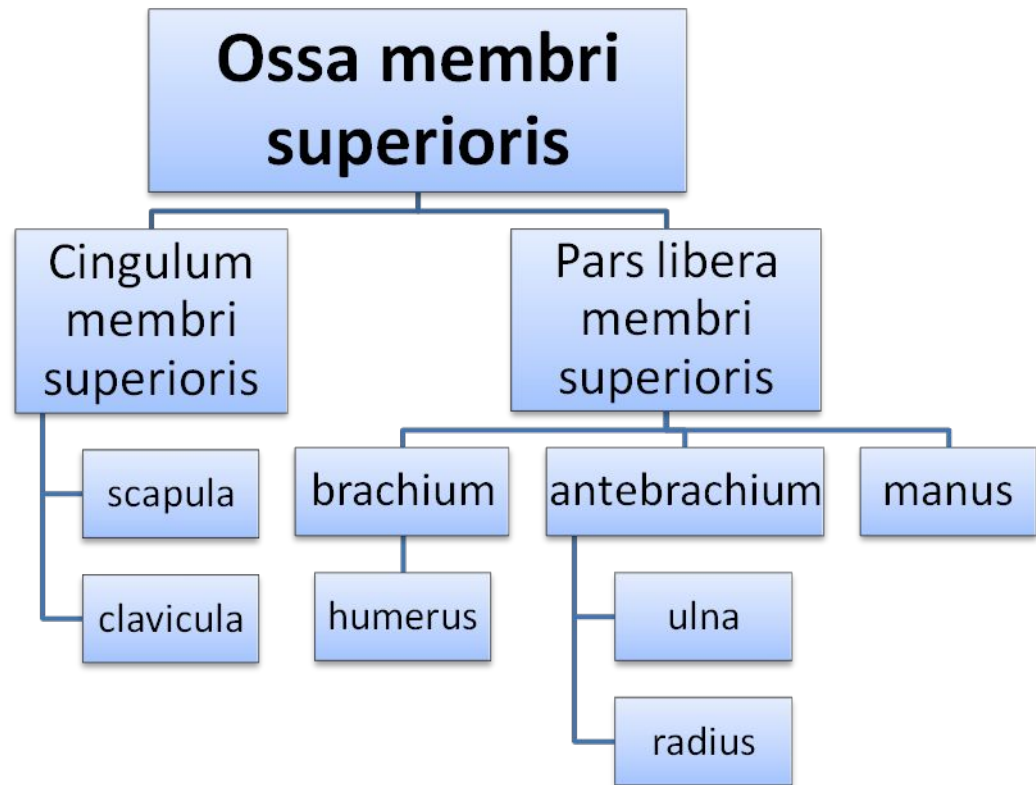 Ossa membri
superioris
Cingulum
membri
superioris
Pars libera
membri
superioris
scapula
clavicula
brachium
antebrachium
manus
humerus
ulna
radius